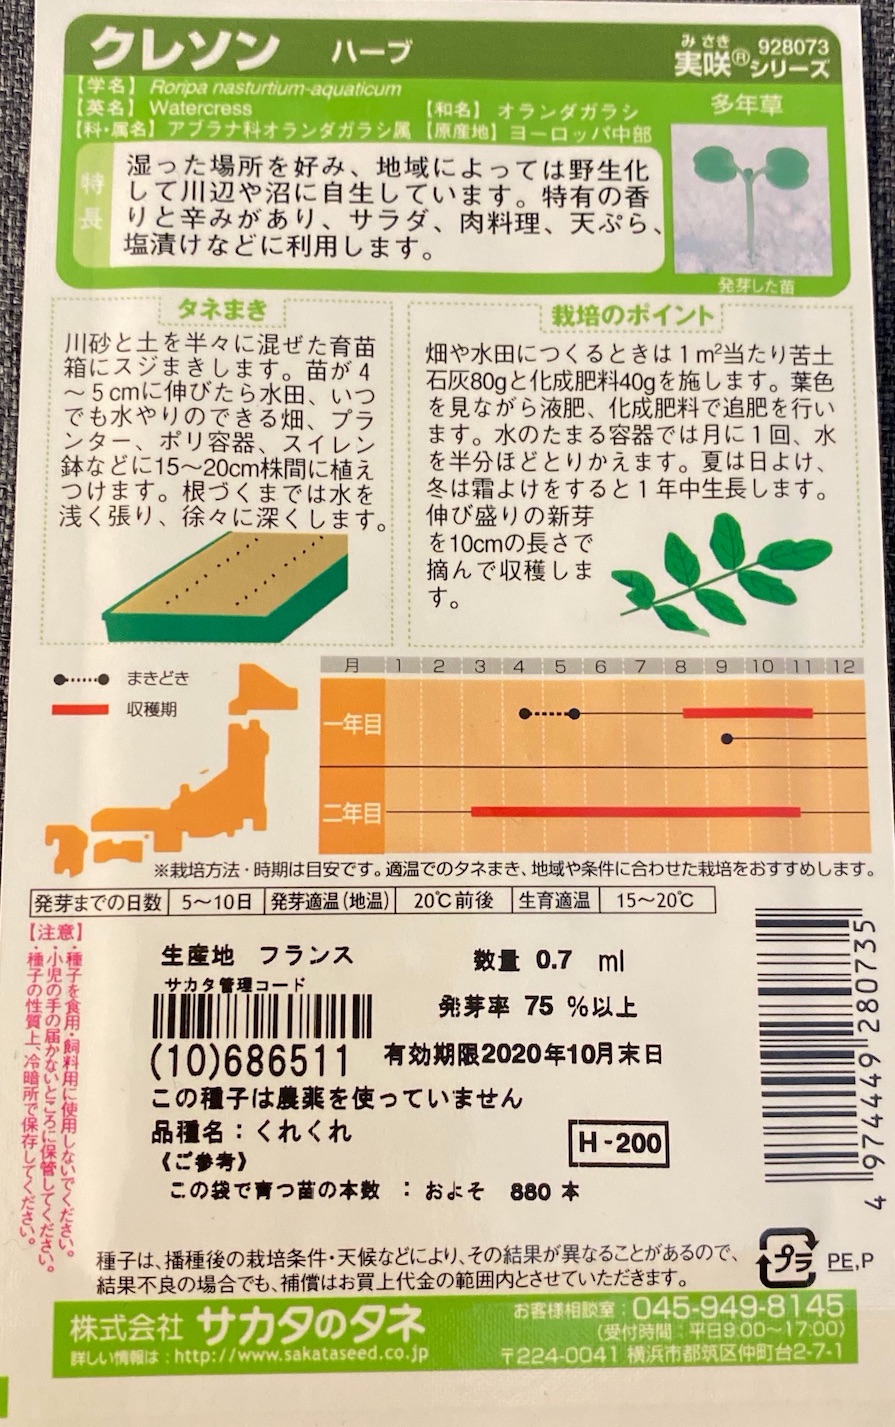 クレソン ハーブ
みさき
実咲®シリーズ
928073
【学名】 Roripa nasturtium-aquaticum
【英名】 Watercress 【和名】 オランダガラシ
【科・属名】 アブラナ科オランダガラシ属 【原産地】 ヨーロッパ中部
多年草
特長
湿った場所を好み、地域によっては野生化
して川辺や沼に自生しています。特有の香
りと辛みがあり、サラダ、肉料理、天ぷら、
塩漬けなどに利用します。
発芽した苗
タネまき
川砂と土を半々に混ぜた育苗
箱にスジまきします。苗が4
～5cmに伸びたら水田、いつ
でも水やりのできる畑、プラ
ンター、ポリ容器、スイレン
鉢などに15～20cm株間に植え
つけます。根づくまでは水を
浅く張り、徐々に深くします。
栽培のポイント
畑や水田につくるときは1m²当たり苦土
石灰80gと化成肥料40gを施します。葉色
を見ながら液肥、化成肥料で追肥を行い
ます。水のたまる容器では月に1回、水
を半分ほどとりかえます。夏は日よけ、
冬は霜よけをすると1年中生長します。
伸び盛りの新芽
を10cmの長さで
摘んで収穫しま
す。
まきどき
収穫期
月 1 2 3 4 5 6 7 8 9 10 11 12
一年目
二年目
※栽培方法・時期は目安です。適温でのタネまき、地域や条件に合わせた栽培をおすすめします。
発芽までの日数 5～10日 発芽適温(地温) 20℃前後 生育適温 15～20℃
【注意】
・種子を食用・飼料用に使用しないでください。
・小児の手の届かないところに保管してください。
・種子の性質上、冷暗所で保存してください。
生産地 フランス
数量 0.7 ml
サカタ管理コード
発芽率 75 %以上
(10)686511
有効期限2020年10月末日
この種子は農薬を使っていません
品種名：くれくれ
H-200
《ご参考》
この袋で育つ苗の本数 ：およそ 880 本
4 974449 280735
種子は、播種後の栽培条件・天候などにより、その結果が異なることがあるので、
結果不良の場合でも、補償はお買上代金の範囲内とさせていただきます。
プラ
PE,P
株式会社 サカタのタネ
詳しい情報は：http://www.sakataseed.co.jp
お客様相談室：045-949-8145
(受付時間：平日9:00～17:00)
〒224-0041 横浜市都筑区仲町台2-7-1